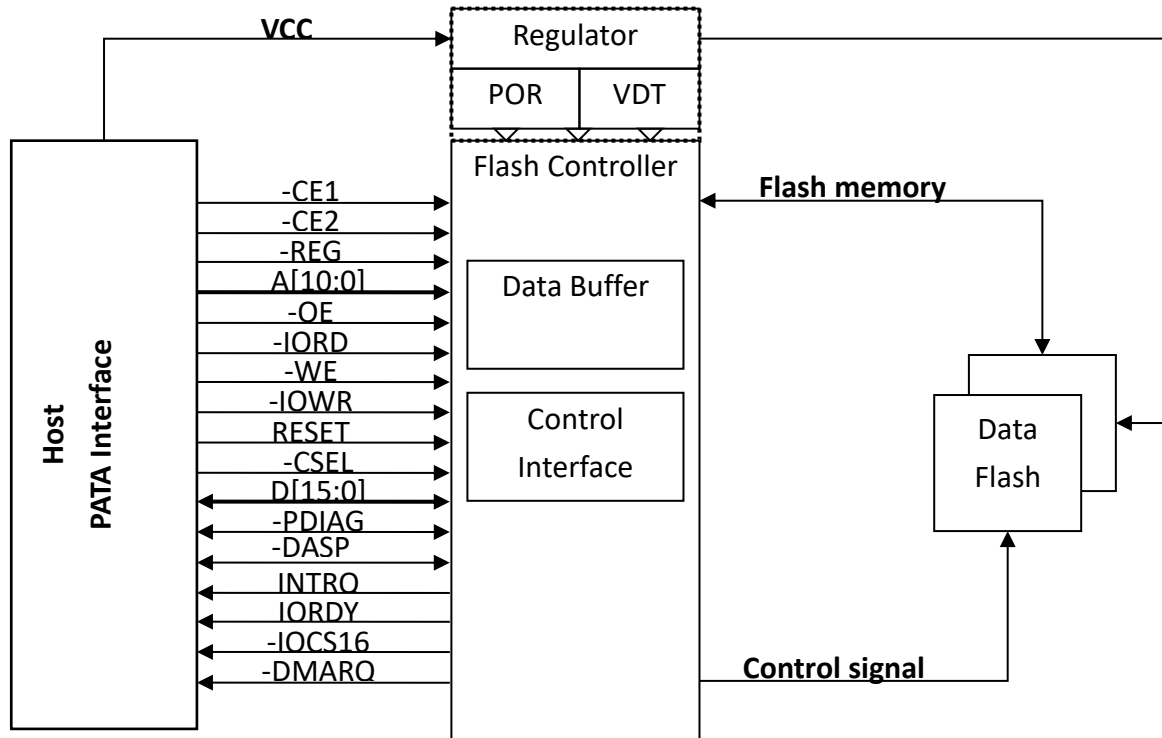 VCC
Regulator
POR
VDT
Flash Controller
-CE1
-CE2
-REG
A[10:0]
-OE
-IORD
-WE
-IOWR
RESET
-CSEL
D[15:0]
-PDIAG
-DASP
INTRQ
IORDY
-IOCS16
-DMARQ
Host
PATA Interface
Data Buffer
Control
Interface
Flash memory
Data
Flash
Control signal